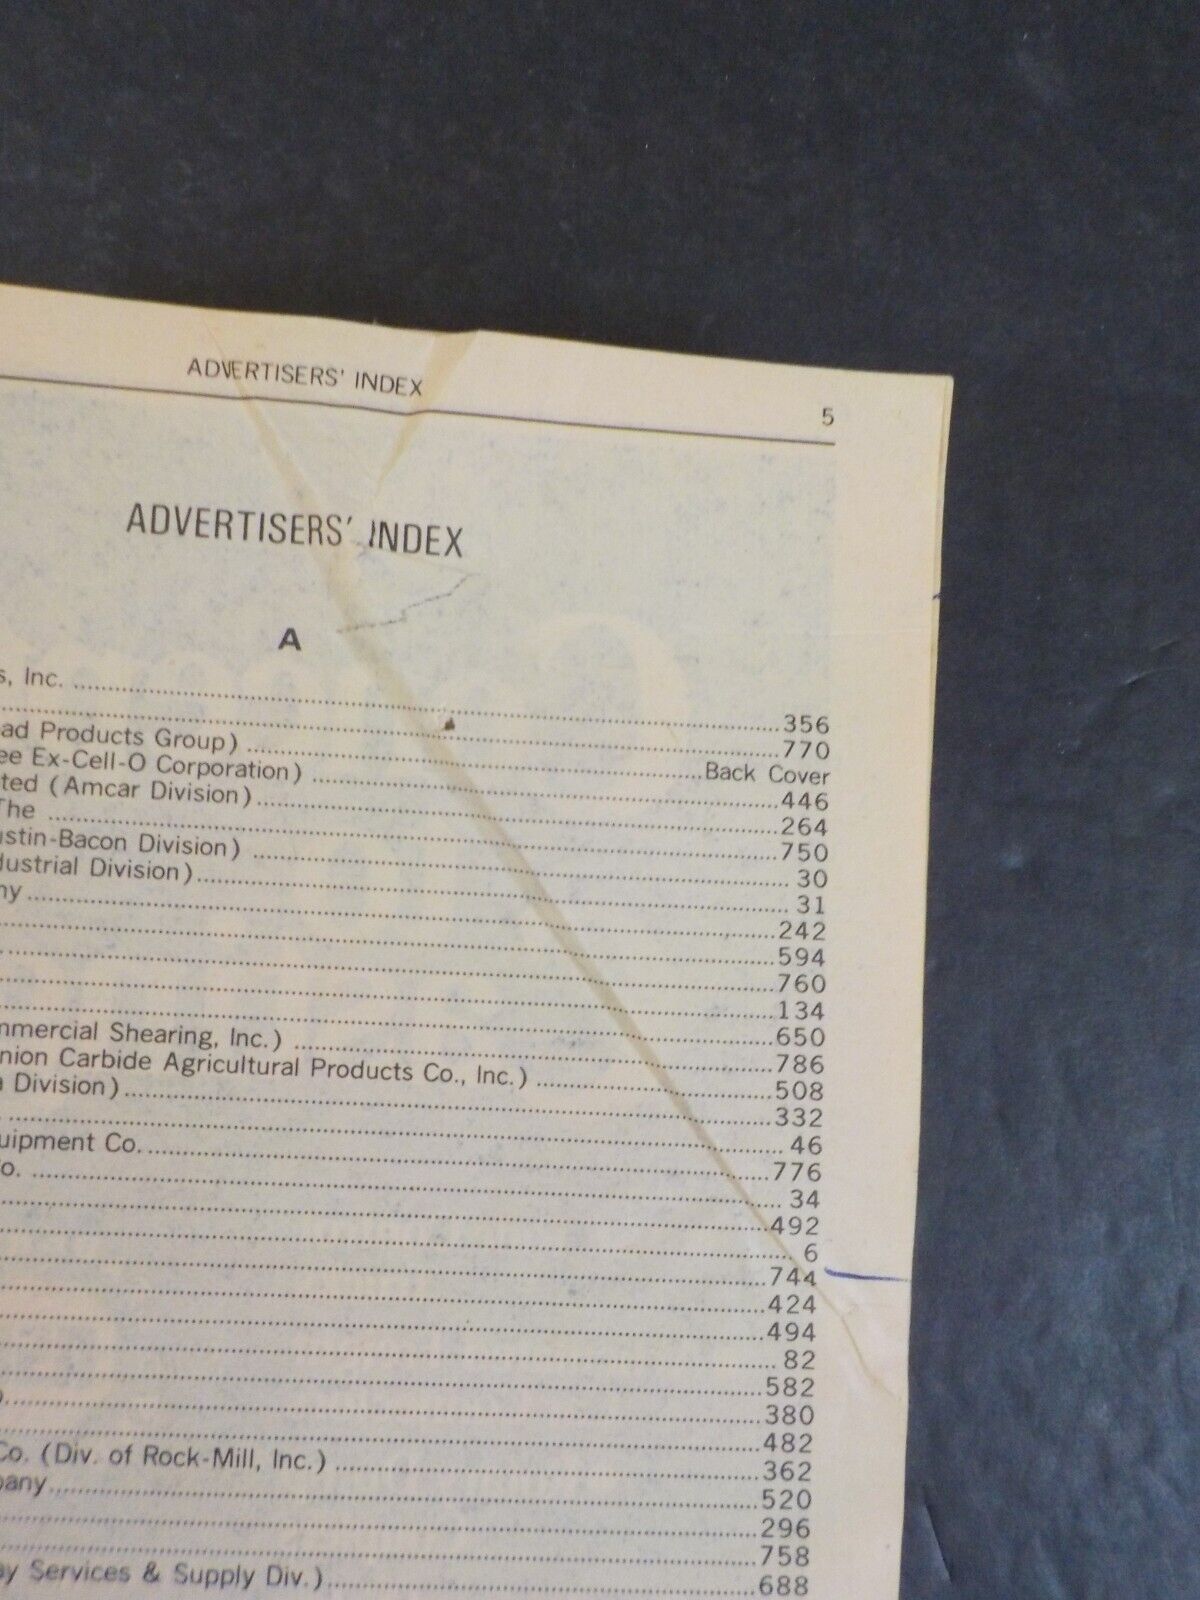 ADVERTISERS' INDEX
5
ADVERTISERS' INDEX
A
s, Inc. ........ 356
........ 770
ad Products Group) ........ Back Cover
ee Ex-Cell-O Corporation) ........ 446
ted (Amcar Division) ........ 264
The ........ 750
ustin-Bacon Division) ........ 30
dustrial Division) ........ 31
ny ........ 242
........ 594
........ 760
........ 134
........ 650
mmercial Shearing, Inc.) ........ 786
nion Carbide Agricultural Products Co., Inc.) ........ 508
a Division) ........ 332
........ 46
quipment Co. ........ 776
o. ........ 34
........ 492
........ 6
........ 744
........ 424
........ 494
........ 82
........ 582
o. ........ 380
........ 482
Co. (Div. of Rock-Mill, Inc.) ........ 362
pany ........ 520
........ 296
........ 758
ay Services & Supply Div.) ........ 688